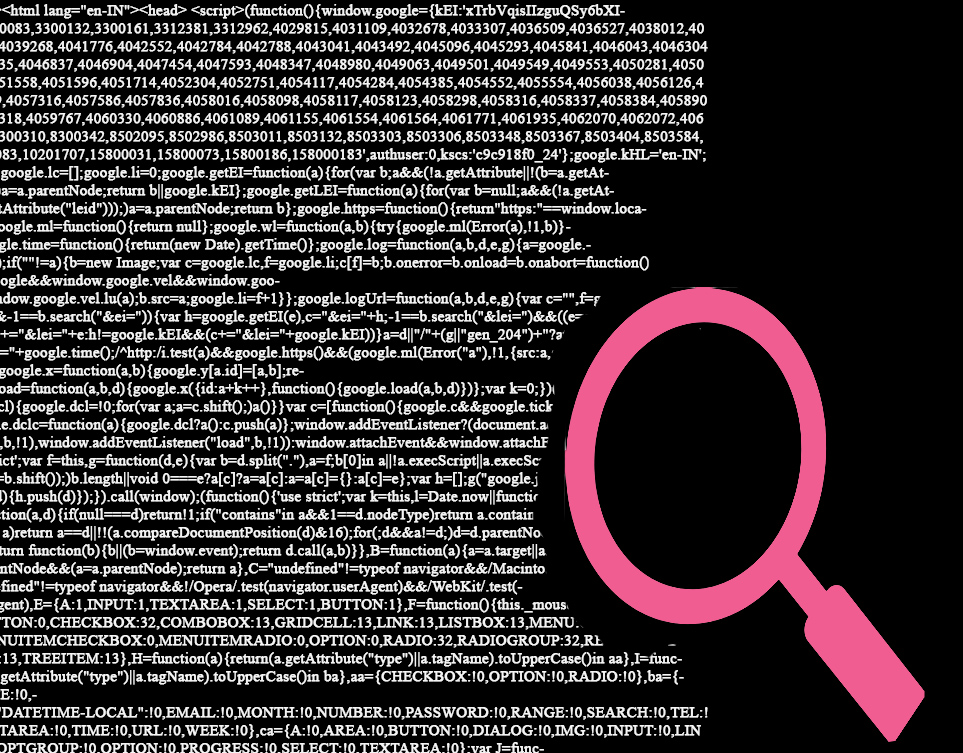 ><html lang="en-IN"><head> <script>(function(){window.google={kEI:'xTrbVqisIIzguQSy6bXI-
0083,3300132,3300161,3312381,3312962,4029815,4031109,4032678,4033307,4036509,4036527,4038012,40
4039268,4041776,4042552,4042784,4042788,4043041,4043492,4045096,4045293,4045841,4046043,4046304
35,4046837,4046904,4047454,4047593,4048347,4048980,4049063,4049501,4049549,4049553,4050281,4050
51558,4051596,4051714,4052304,4052751,4054117,4054284,4054385,4054552,4055554,4056038,4056126,4
9,4057316,4057586,4057836,4058016,4058098,4058117,4058123,4058298,4058316,4058337,4058384,405890
318,4059767,4060330,4060886,4061089,4061155,4061554,4061564,4061771,4061935,4062070,4062072,406
300310,8300342,8502095,8502986,8503011,8503132,8503303,8503306,8503348,8503367,8503404,8503584,
083,10201707,15800031,15800073,15800186,158000183',authuser:0,kscs:'c9c918f0_24'};google.kHL='en-IN';
google.lc=[];google.li=0;google.getEI=function(a){for(var b;a&&(!a.getAttribute||!(b=a.getAt-
)a=a.parentNode;return b||google.kEI};google.getLEI=function(a){for(var b=null;a&&(!a.getAt-
tAttribute("leid")));)a=a.parentNode;return b};google.https=function(){return"https:"==window.loca-
oogle.ml=function(){return null};google.wl=function(a,b){try{google.ml(Error(a),!1,b)}-
gle.time=function(){return(new Date).getTime()};google.log=function(a,b,d,e,g){a=google.-
);if(""!=a){b=new Image;var c=google.lc,f=google.li;c[f]=b;b.onerror=b.onload=b.onabort=function()
ogle&&window.google.vel&&window.goo-
ndow.google.vel.lu(a);b.src=a;google.li=f+1}};google.logUrl=function(a,b,d,e,g){var c="",f=g
&-1==b.search("&ei=")){var h=google.getEI(e),c="&ei="+h;-1==b.search("&lei=")&&((e=
+="&lei="+e:h!=google.kEI&&(c+="&lei="+google.kEI))}a=d||"/"+(g||"gen_204")+"?a
="+google.time();/^http:/i.test(a)&&google.https()&&(google.ml(Error("a"),!1,{src:a,
google.x=function(a,b){google.y[a.id]=[a,b];re-
oad=function(a,b,d){google.x({id:a+k++},function(){google.load(a,b,d)})};var k=0;})(
cl){google.dcl=!0;for(var a;a=c.shift();)a()}}var c=[function(){google.c&&google.tick
e.dclc=function(a){google.dcl?a():c.push(a)};window.addEventListener?(document.a
,b,!1),window.addEventListener("load",b,!1)):window.attachEvent&&window.attachE
ict';var f=this,g=function(d,e){var b=d.split("."),a=f;b[0]in a||!a.execScript||a.execSc
=b.shift());)b.length||void 0===e?a[c]?a=a[c]:a=a[c]={}:a[c]=e};var h=[];g("google.j
d){h.push(d)});}).call(window);(function(){'use strict';var k=this,l=Date.now||functio
tion(a,d){if(null===d)return!1;if("contains"in a&&1==d.nodeType)return a.contain
a)return a==d||!!(a.compareDocumentPosition(d)&16);for(;d&&a!=d;)d=d.parentNo
turn function(b){b||(b=window.event);return d.call(a,b)}},B=function(a){a=a.target||a
ntNode&&(a=a.parentNode);return a},C="undefined"!=typeof navigator&&/Macinto
fined"!=typeof navigator&&!/Opera/.test(navigator.userAgent)&&/WebKit/.test(-
gent),E={A:1,INPUT:1,TEXTAREA:1,SELECT:1,BUTTON:1},F=function(){this._mous
TTON:0,CHECKBOX:32,COMBOBOX:13,GRIDCELL:13,LINK:13,LISTBOX:13,MENU
NUITEMCHECKBOX:0,MENUITEMRADIO:0,OPTION:0,RADIO:32,RADIOGROUP:32,RE
:13,TREEITEM:13},H=function(a){return(a.getAttribute("type")||a.tagName).toUpperCase()in aa},I=func-
getAttribute("type")||a.tagName).toUpperCase()in ba},aa={CHECKBOX:!0,OPTION:!0,RADIO:!0},ba={-
E:!0,-
"DATETIME-LOCAL":!0,EMAIL:!0,MONTH:!0,NUMBER:!0,PASSWORD:!0,RANGE:!0,SEARCH:!0,TEL:!
TAREA:!0,TIME:!0,URL:!0,WEEK:!0},ca={A:!0,AREA:!0,BUTTON:!0,DIALOG:!0,IMG:!0,INPUT:!0,LIN
OPTGROUP:!0,OPTION:!0,PROGRESS:!0,SELECT:!0,TEXTAREA:!0};var J=func-